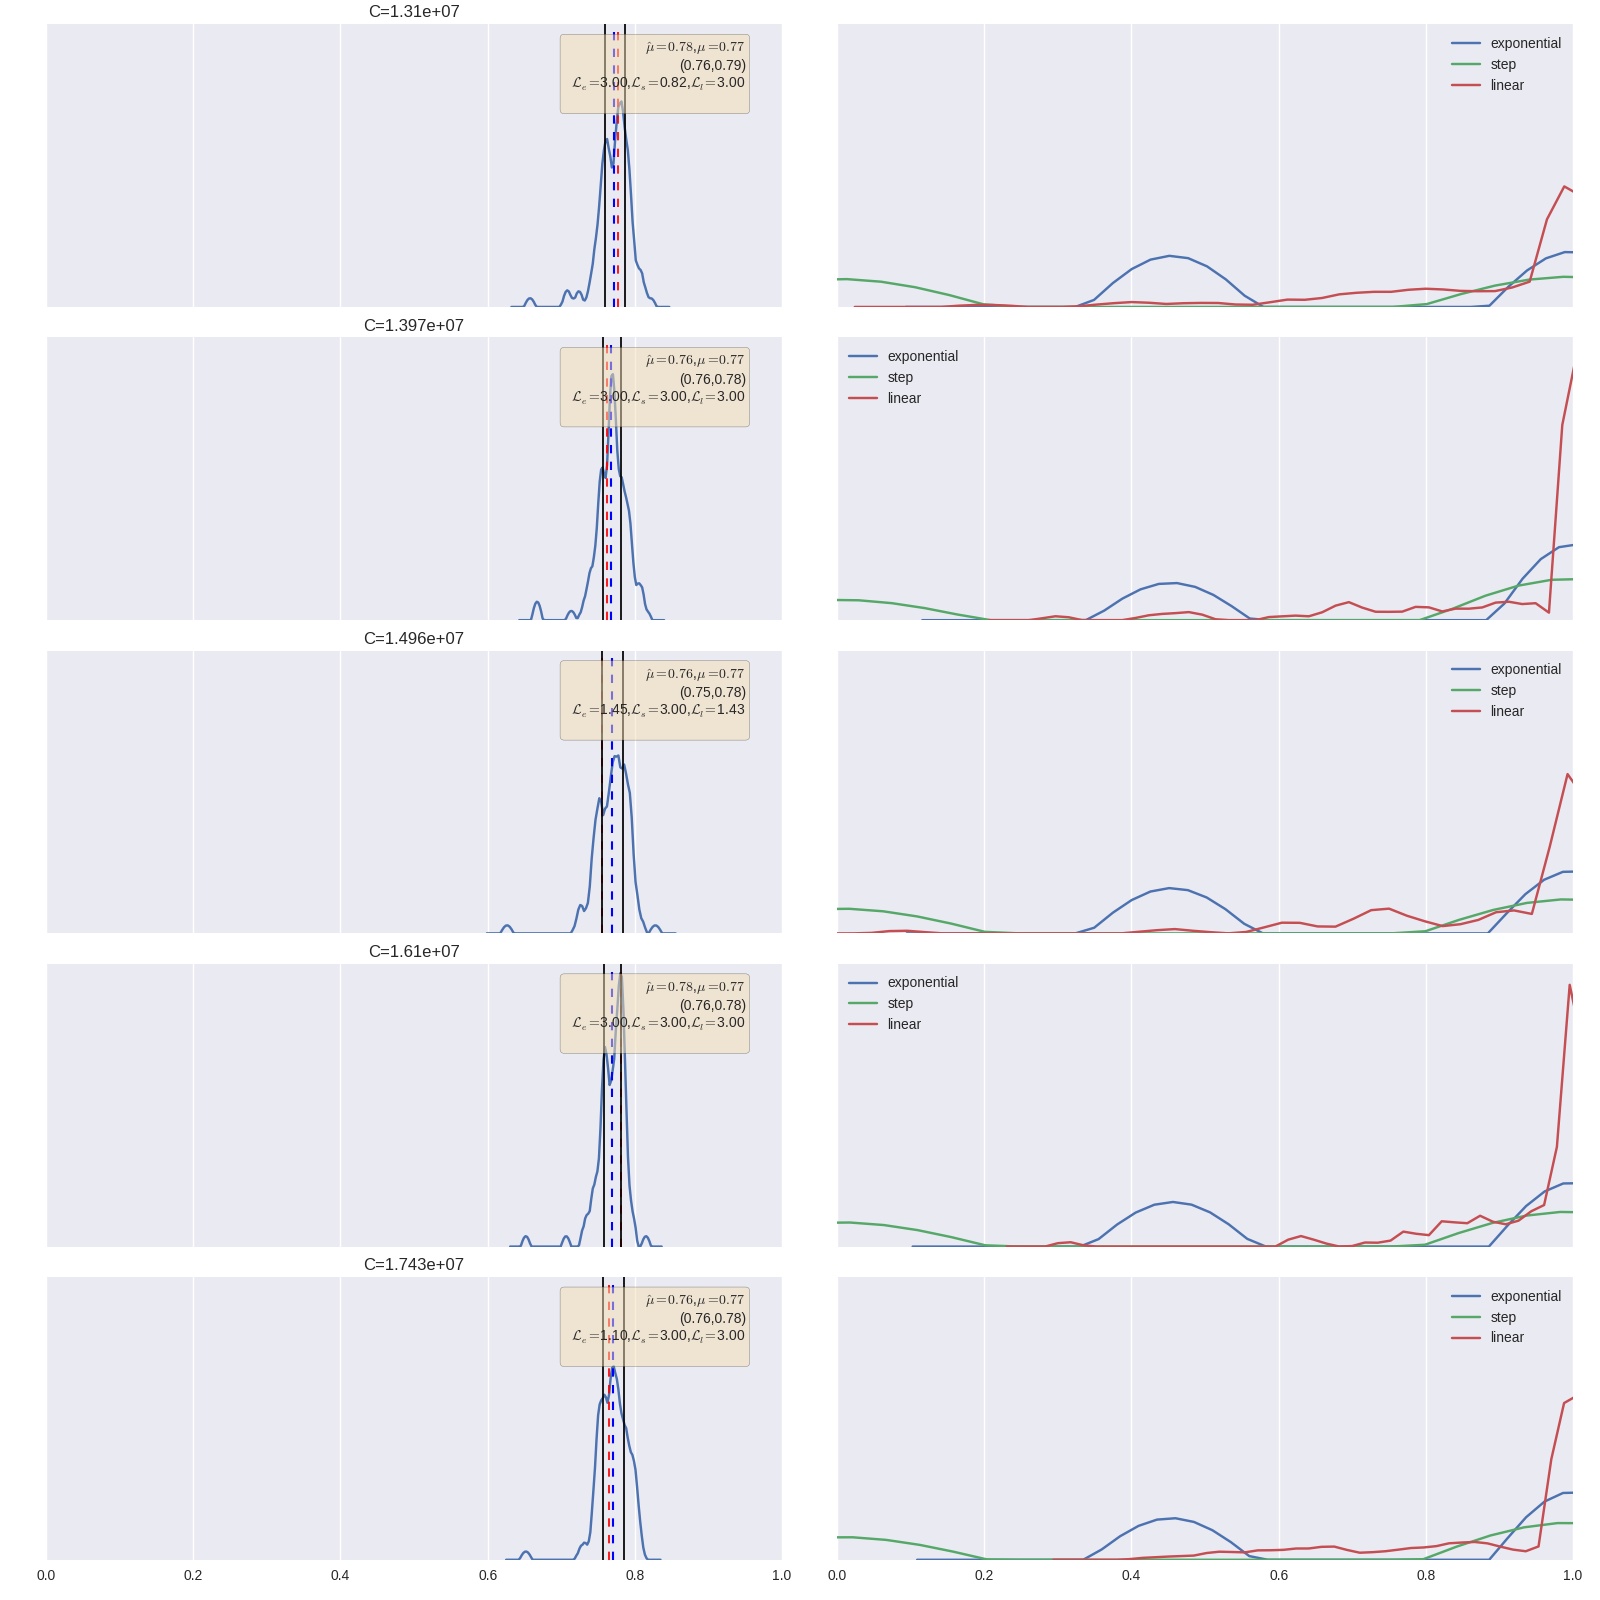 C=1.31e+07
μ̂=0.78,μ=0.77
(0.76,0.79)
ℒₑ=3.00,ℒₛ=0.82,ℒₗ=3.00
exponential
step
linear
C=1.397e+07
μ̂=0.76,μ=0.77
(0.76,0.78)
ℒₑ=3.00,ℒₛ=3.00,ℒₗ=3.00
exponential
step
linear
C=1.496e+07
μ̂=0.76,μ=0.77
(0.75,0.78)
ℒₑ=1.45,ℒₛ=3.00,ℒₗ=1.43
exponential
step
linear
C=1.61e+07
μ̂=0.78,μ=0.77
(0.76,0.78)
ℒₑ=3.00,ℒₛ=3.00,ℒₗ=3.00
exponential
step
linear
C=1.743e+07
μ̂=0.76,μ=0.77
(0.76,0.78)
ℒₑ=1.10,ℒₛ=3.00,ℒₗ=3.00
exponential
step
linear
0.0 0.2 0.4 0.6 0.8 1.0
0.0 0.2 0.4 0.6 0.8 1.0